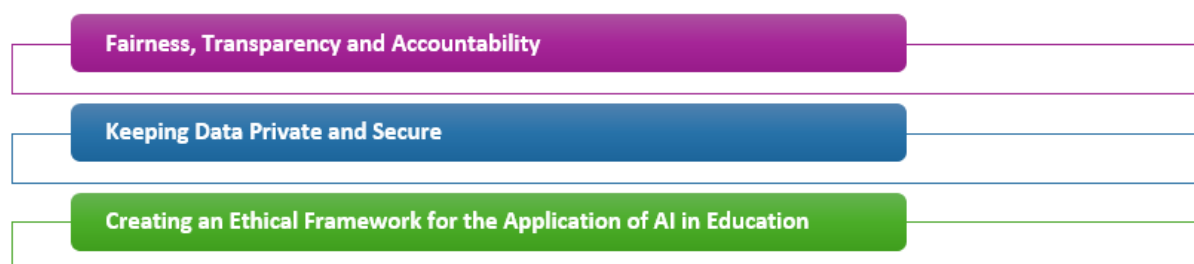 Fairness, Transparency and Accountability
Keeping Data Private and Secure
Creating an Ethical Framework for the Application of AI in Education